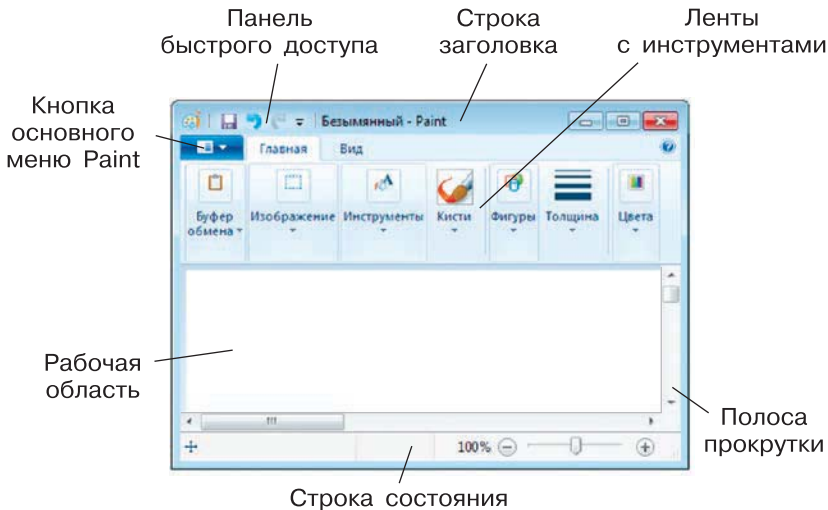 Панель
быстрого доступа
Строка
заголовка
Ленты
с инструментами
Кнопка
основного
меню Paint
Безымянный - Paint
Главная
Вид
Буфер
обмена
Изображение
Инструменты
Кисти
Фигуры
Толщина
Цвета
Рабочая
область
Полоса
прокрутки
100%
Строка состояния